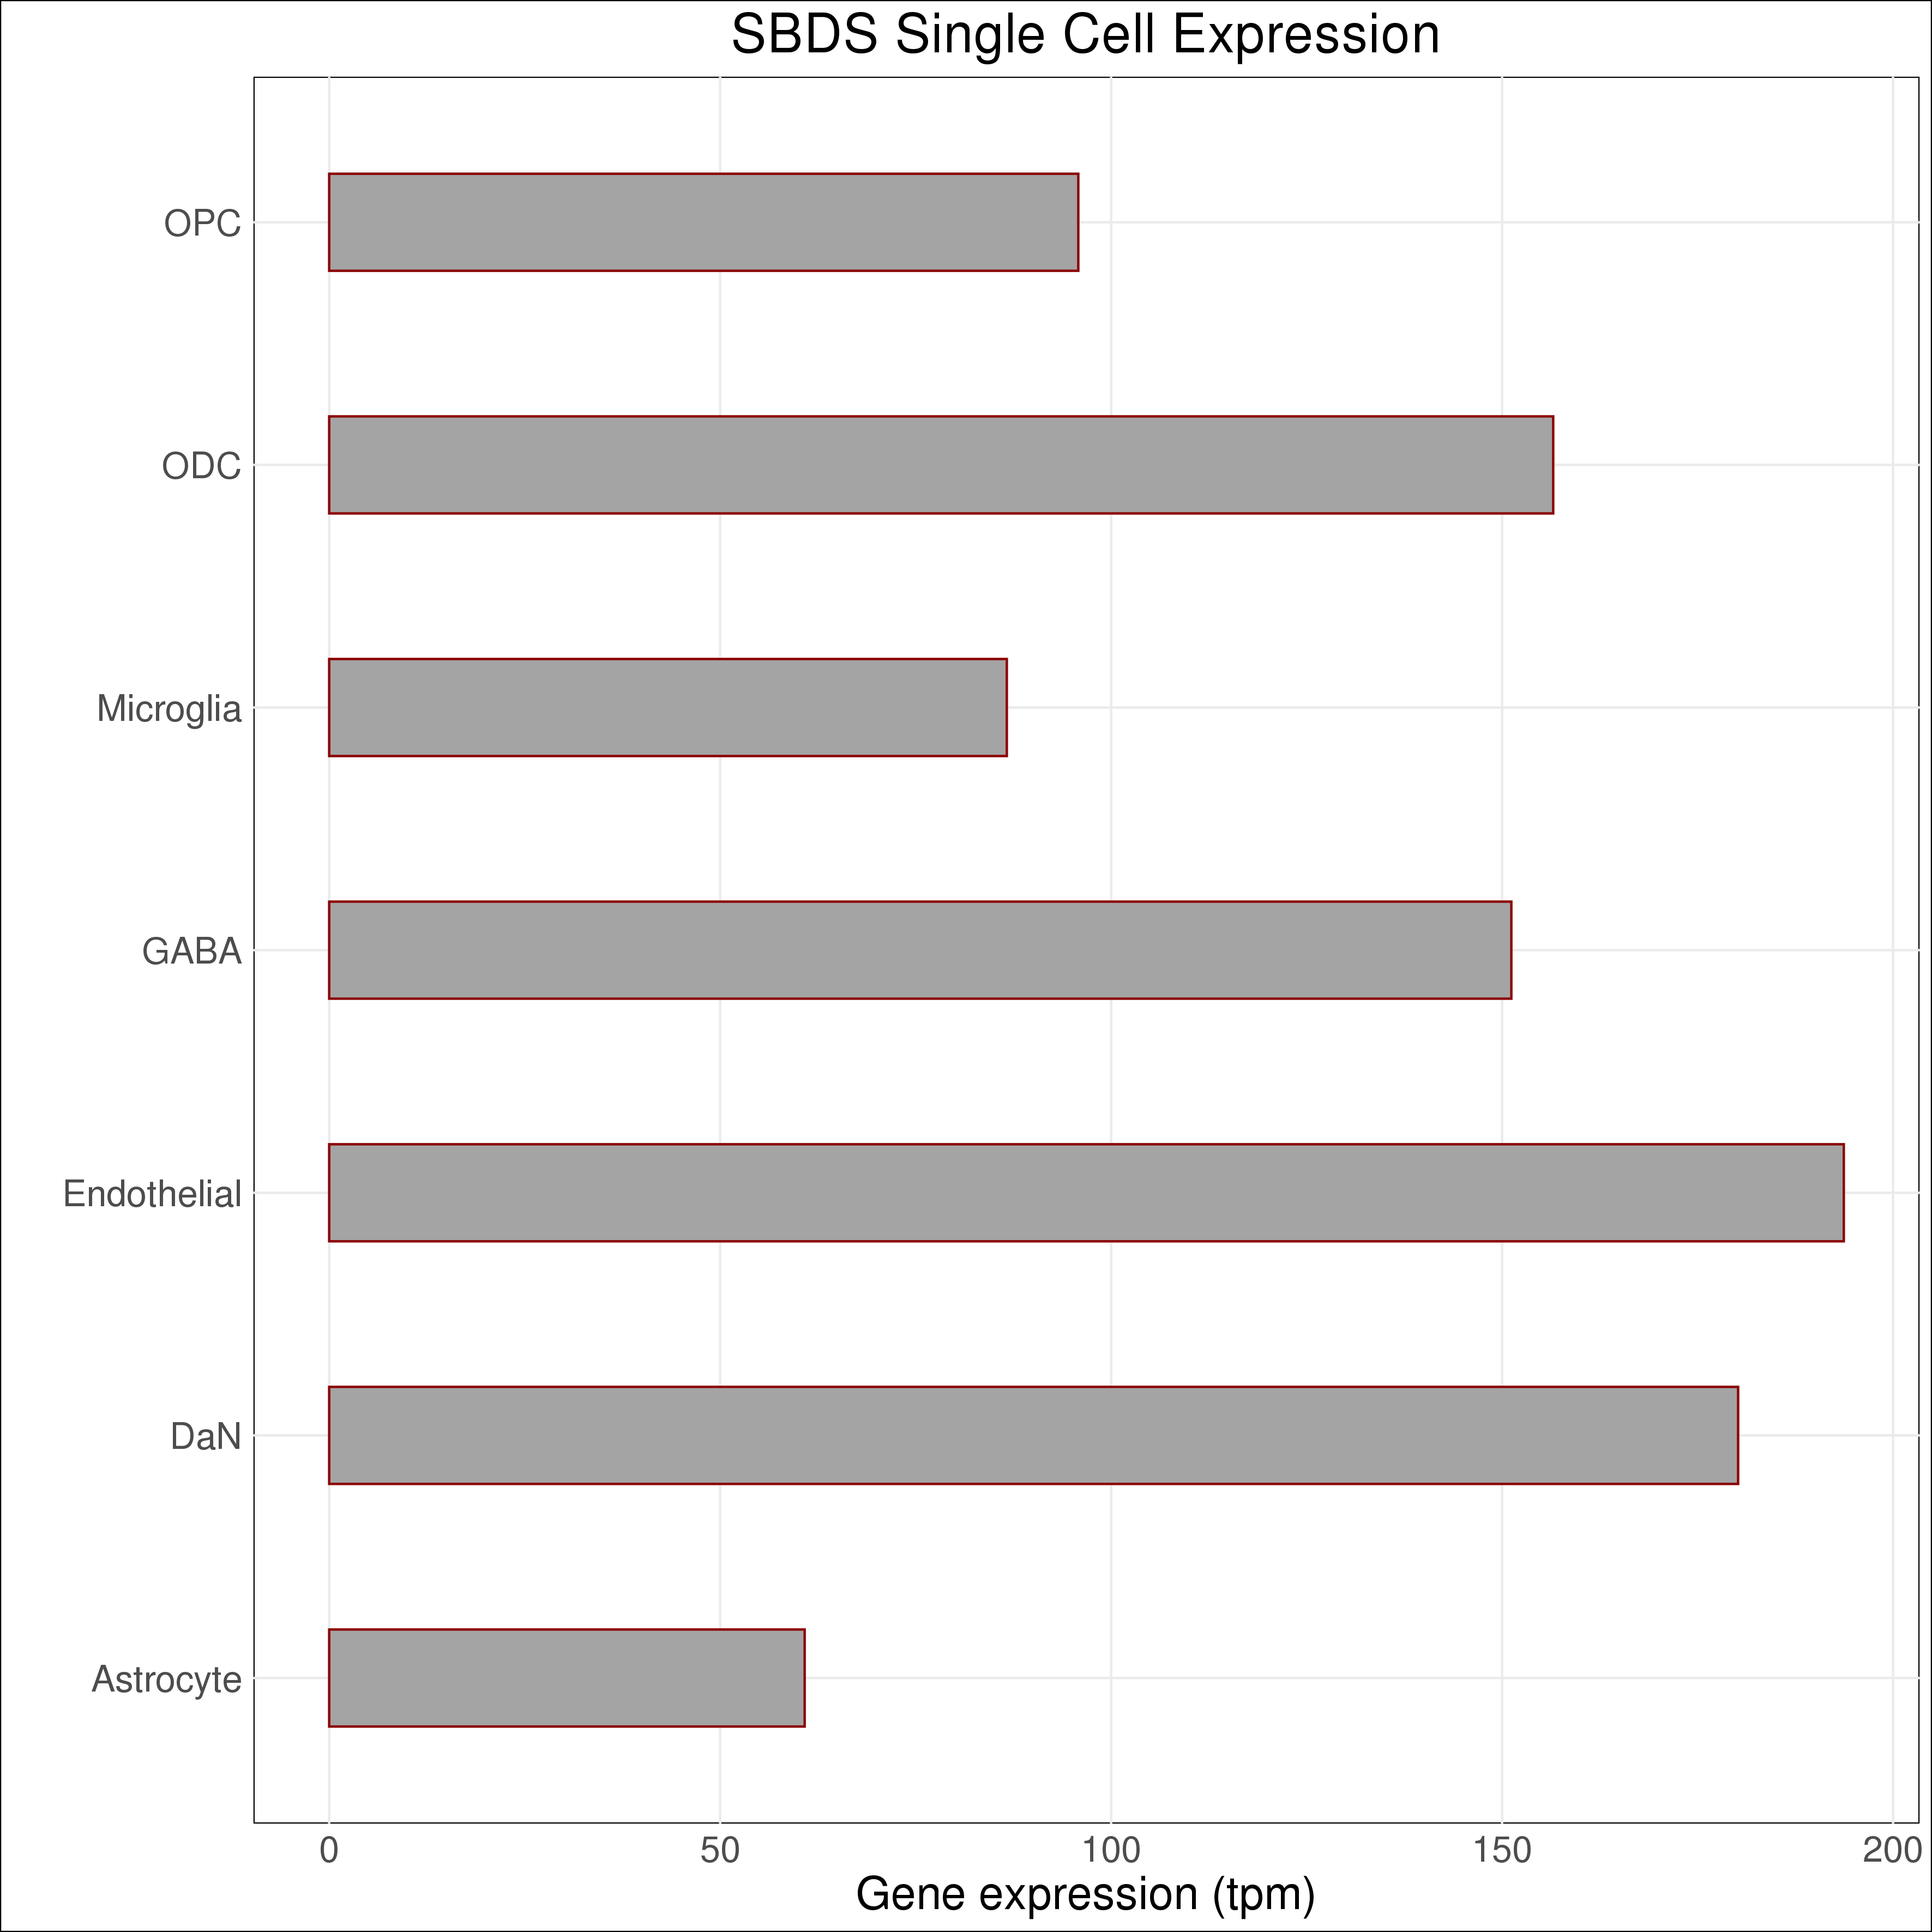 SBDS Single Cell Expression
OPC
ODC
Microglia
GABA
Endothelial
DaN
Astrocyte
0 50 100 150 200
Gene expression (tpm)